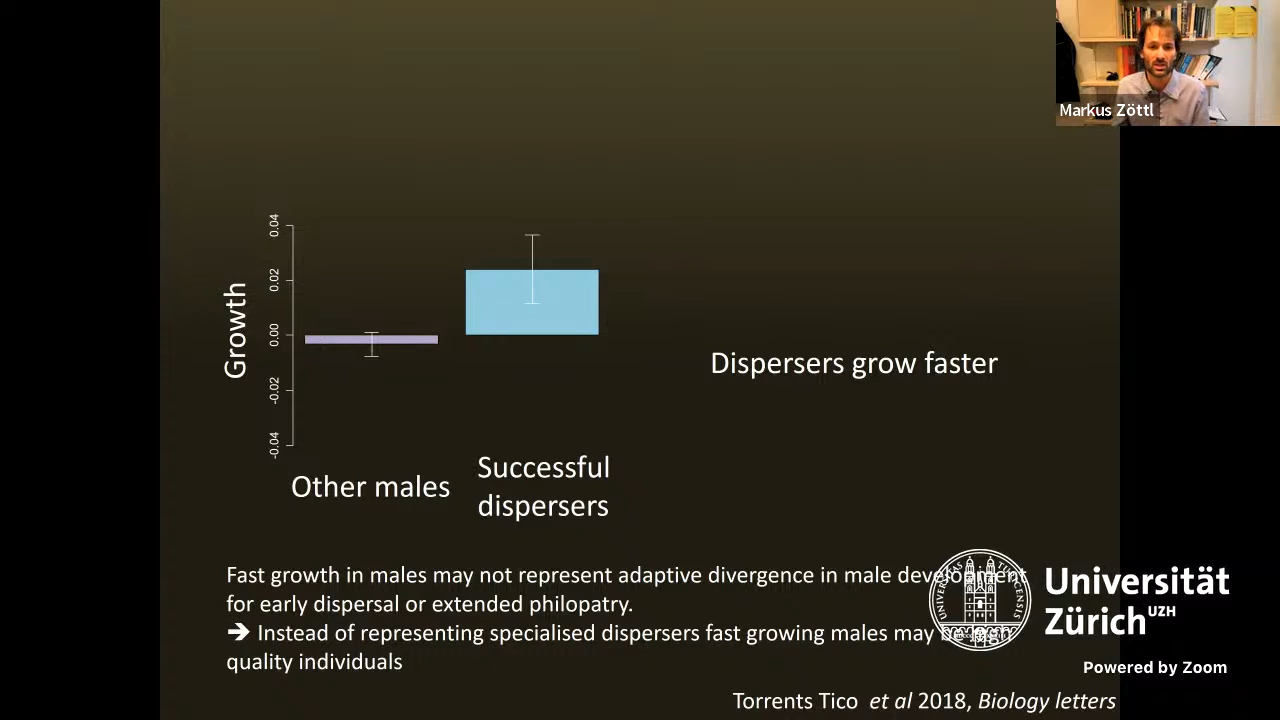 Markus Zöttl
0.04
0.02
0.00
-0.02
-0.04
Growth
Dispersers grow faster
Other males
Successful
dispersers
Fast growth in males may not represent adaptive divergence in male development
for early dispersal or extended philopatry.
➔ Instead of representing specialised dispersers fast growing males may be high
quality individuals
Universität
Zürich UZH
Powered by Zoom
Torrents Tico et al 2018, Biology letters